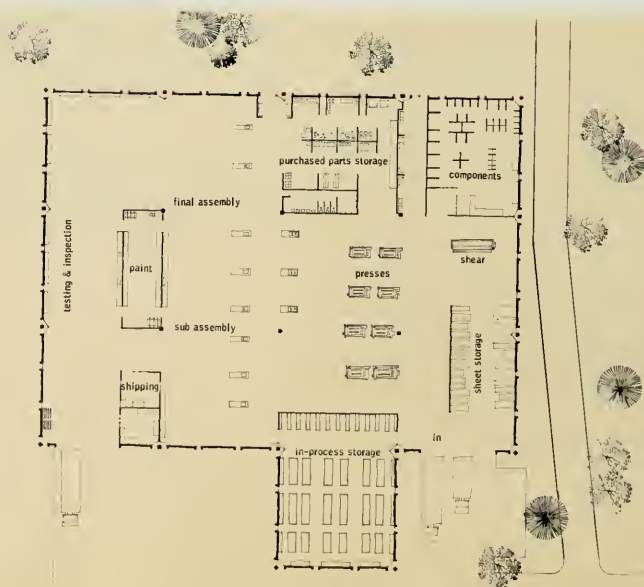 purchased parts storage
components
final assembly
testing & inspection
paint
presses
shear
sub assembly
sheet storage
shipping
in
in-process storage